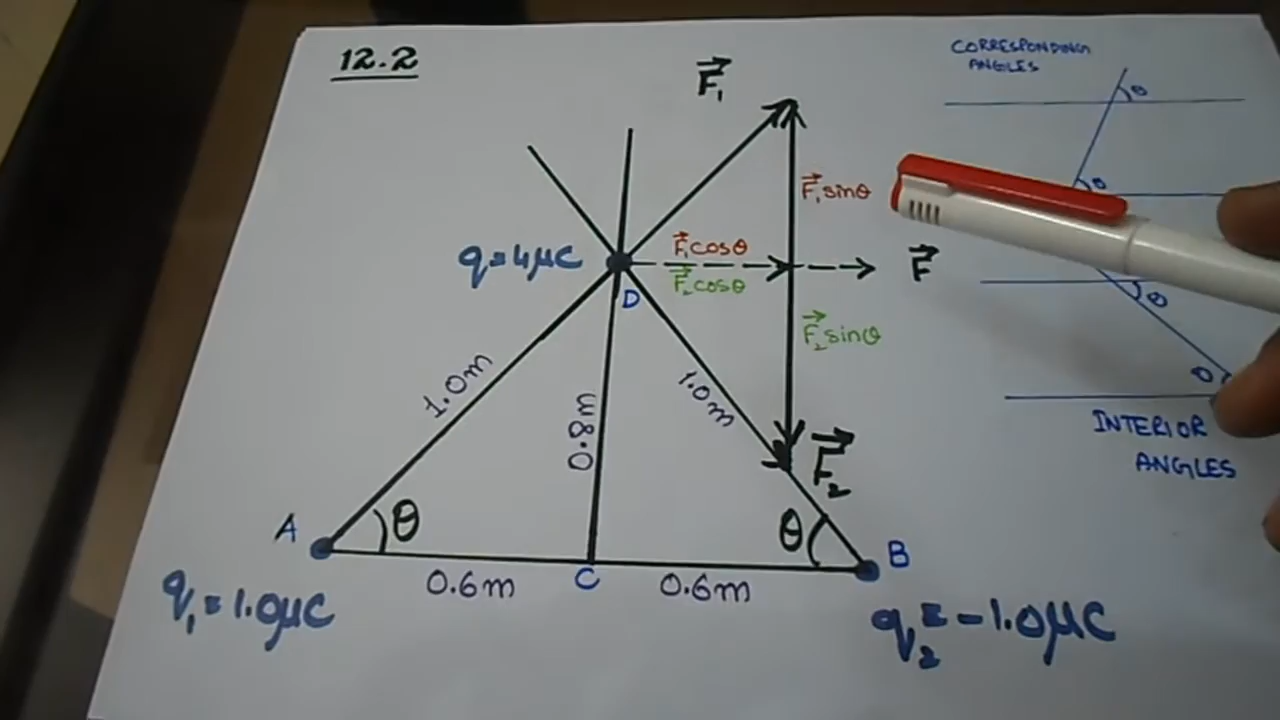 12.2
CORRESPONDING
ANGLES
θ
θ
F₁
F₁sinθ
q=4μC
F₁cosθ
F₂cosθ
F
D
θ
F₂sinθ
1.0m
1.0m
0.8m
θ
INTERIOR
ANGLES
F₂
A
θ
θ
B
0.6m
C
0.6m
q₁=1.0μC
q₂=-1.0μC